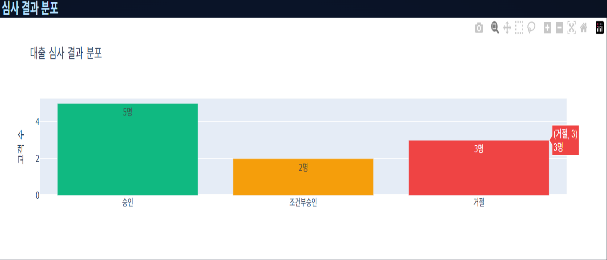 심사 결과 분포
대출 심사 결과 분포
고객 수
4
2
0
5명
2명
3명
(거절, 3)
3명
승인
조건부승인
거절